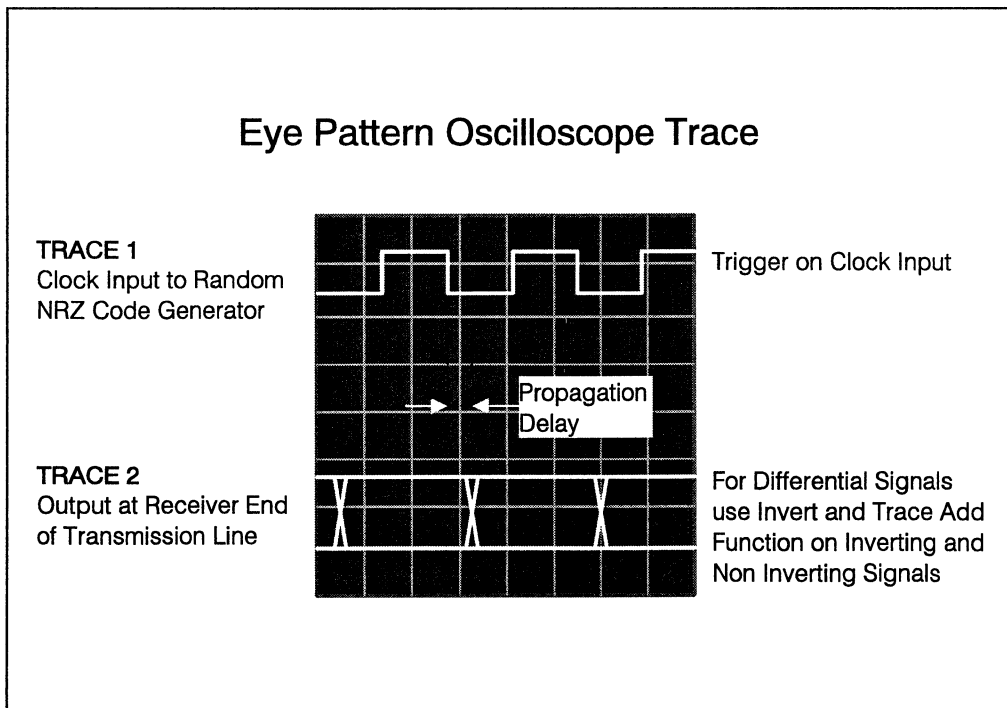 Eye Pattern Oscilloscope Trace
TRACE 1
Clock Input to Random
NRZ Code Generator
Trigger on Clock Input
Propagation
Delay
TRACE 2
Output at Receiver End
of Transmission Line
For Differential Signals
use Invert and Trace Add
Function on Inverting and
Non Inverting Signals